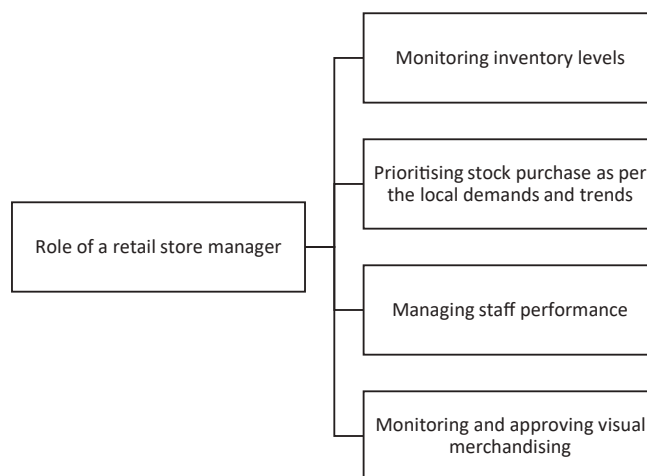 Role of a retail store manager
Monitoring inventory levels
Prioritising stock purchase as per
the local demands and trends
Managing staff performance
Monitoring and approving visual
merchandising